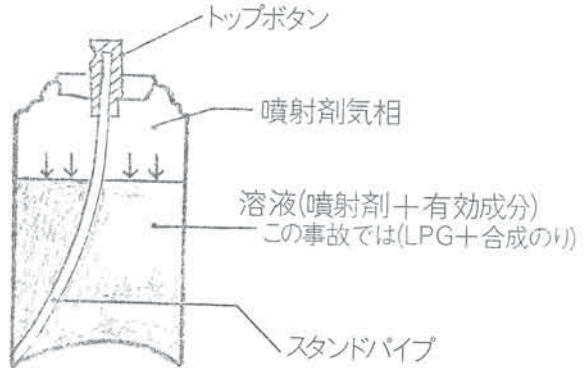 トップボタン
噴射剤気相
溶液(噴射剤＋有効成分)
この事故では(LPG＋合成のり)
スタンドパイプ